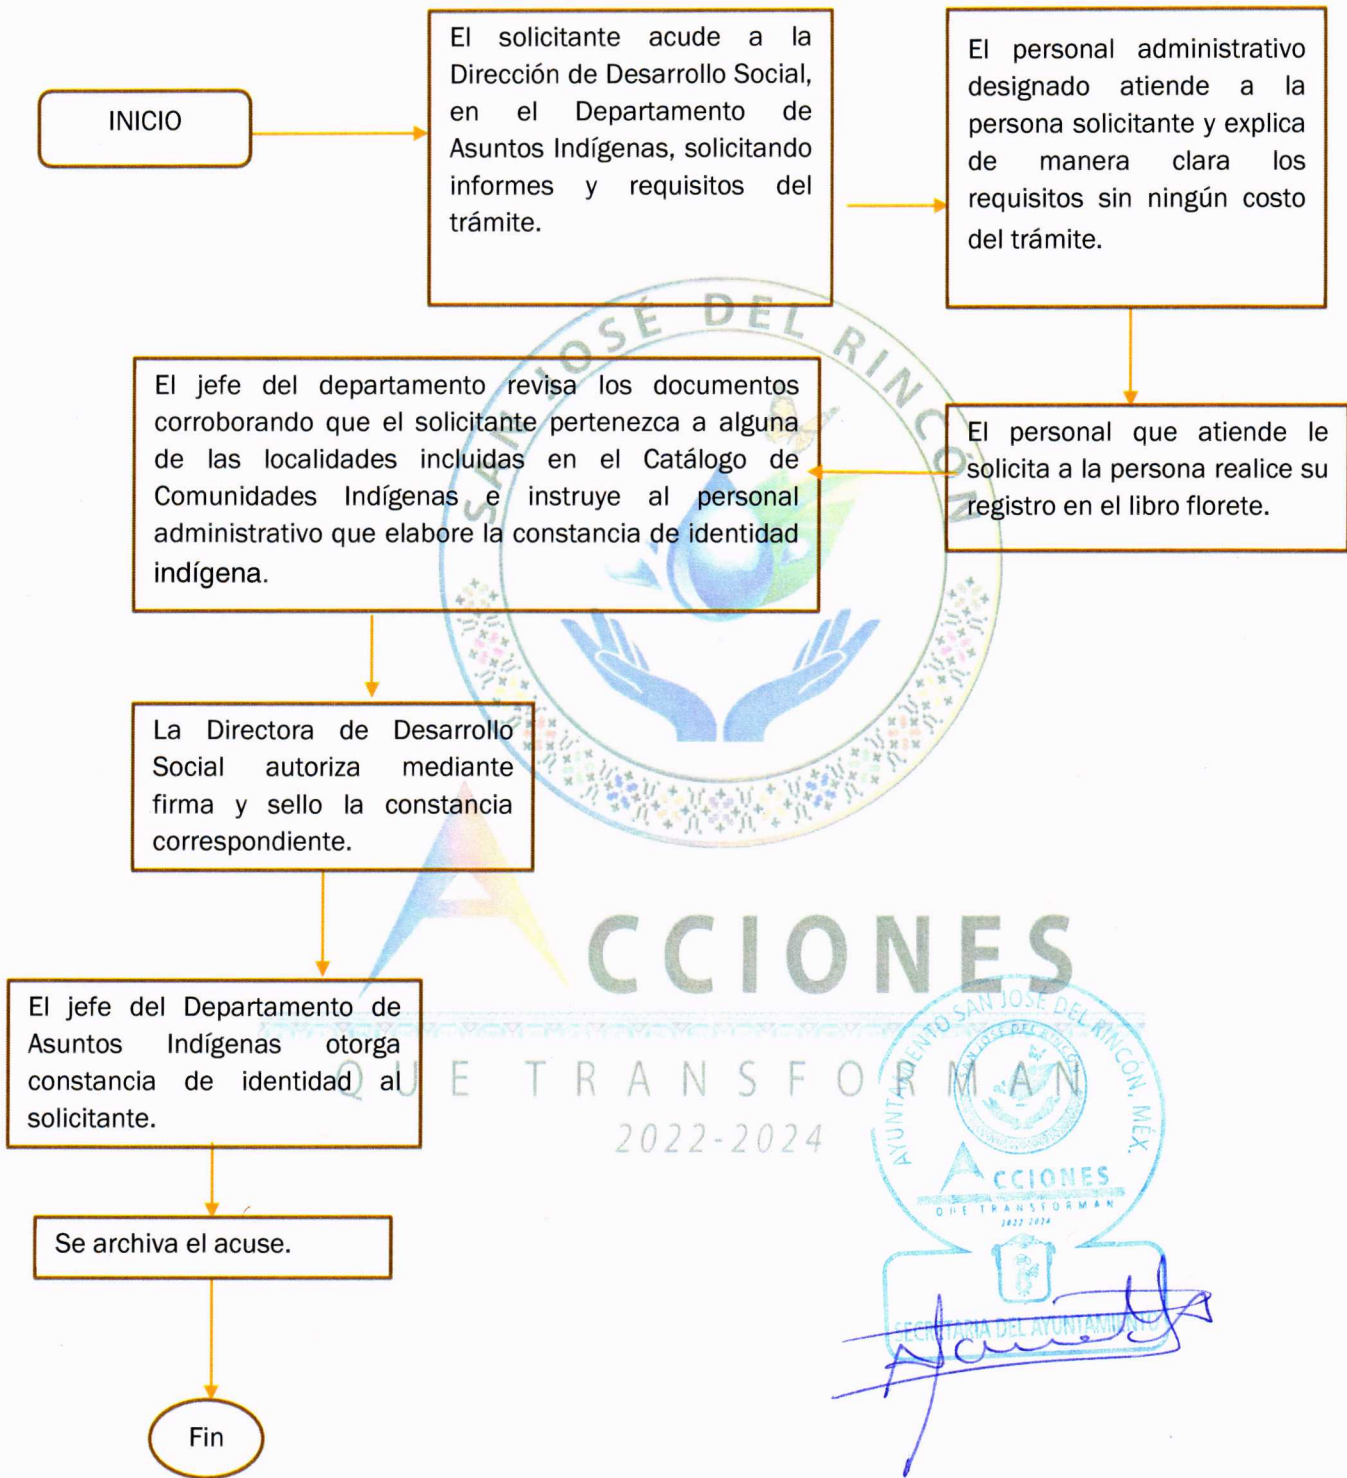 INICIO
El solicitante acude a la
Dirección de Desarrollo Social,
en el Departamento de
Asuntos Indígenas, solicitando
informes y requisitos del
trámite.
El personal administrativo
designado atiende a la
persona solicitante y explica
de manera clara los
requisitos sin ningún costo
del trámite.
El personal que atiende le
solicita a la persona realice su
registro en el libro florete.
El jefe del departamento revisa los documentos
corroborando que el solicitante pertenezca a alguna
de las localidades incluidas en el Catálogo de
Comunidades Indígenas e instruye al personal
administrativo que elabore la constancia de identidad
indígena.
La Directora de Desarrollo
Social autoriza mediante
firma y sello la constancia
correspondiente.
El jefe del Departamento de
Asuntos Indígenas otorga
constancia de identidad al
solicitante.
Se archiva el acuse.
Fin
SAN JOSÉ DEL RINCÓN
ACCIONES
QUE TRANSFORMAN
2022-2024
AYUNTAMIENTO SAN JOSÉ DEL RINCÓN, MÉX.
SAN JOSÉ DEL RINCÓN
ACCIONES
QUE TRANSFORMAN
2022-2024
SECRETARIA DEL AYUNTAMIENTO